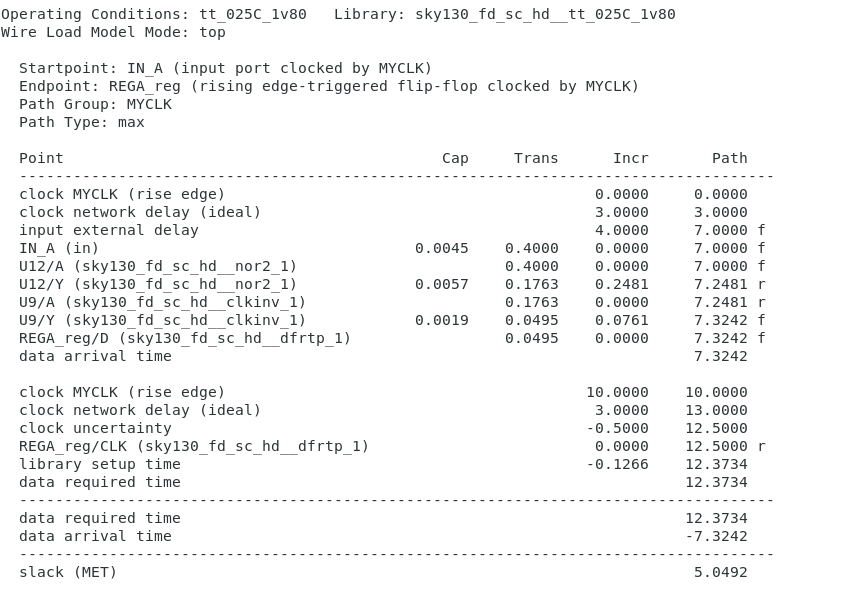 Operating Conditions: tt_025C_1v80   Library: sky130_fd_sc_hd__tt_025C_1v80
Wire Load Model Mode: top

  Startpoint: IN_A (input port clocked by MYCLK)
  Endpoint: REGA_reg (rising edge-triggered flip-flop clocked by MYCLK)
  Path Group: MYCLK
  Path Type: max

  Point                                          Cap     Trans      Incr       Path
  ------------------------------------------------------------------------------------
  clock MYCLK (rise edge)                                         0.0000     0.0000
  clock network delay (ideal)                                     3.0000     3.0000
  input external delay                                            4.0000     7.0000 f
  IN_A (in)                                   0.0045    0.4000    0.0000     7.0000 f
  U12/A (sky130_fd_sc_hd__nor2_1)                       0.4000    0.0000     7.0000 f
  U12/Y (sky130_fd_sc_hd__nor2_1)             0.0057    0.1763    0.2481     7.2481 r
  U9/A (sky130_fd_sc_hd__clkinv_1)                      0.1763    0.0000     7.2481 r
  U9/Y (sky130_fd_sc_hd__clkinv_1)            0.0019    0.0495    0.0761     7.3242 f
  REGA_reg/D (sky130_fd_sc_hd__dfrtp_1)                 0.0495    0.0000     7.3242 f
  data arrival time                                                          7.3242

  clock MYCLK (rise edge)                                        10.0000    10.0000
  clock network delay (ideal)                                     3.0000    13.0000
  clock uncertainty                                              -0.5000    12.5000
  REGA_reg/CLK (sky130_fd_sc_hd__dfrtp_1)                         0.0000    12.5000 r
  library setup time                                             -0.1266    12.3734
  data required time                                                        12.3734
  ------------------------------------------------------------------------------------
  data required time                                                        12.3734
  data arrival time                                                         -7.3242
  ------------------------------------------------------------------------------------
  slack (MET)                                                                5.0492